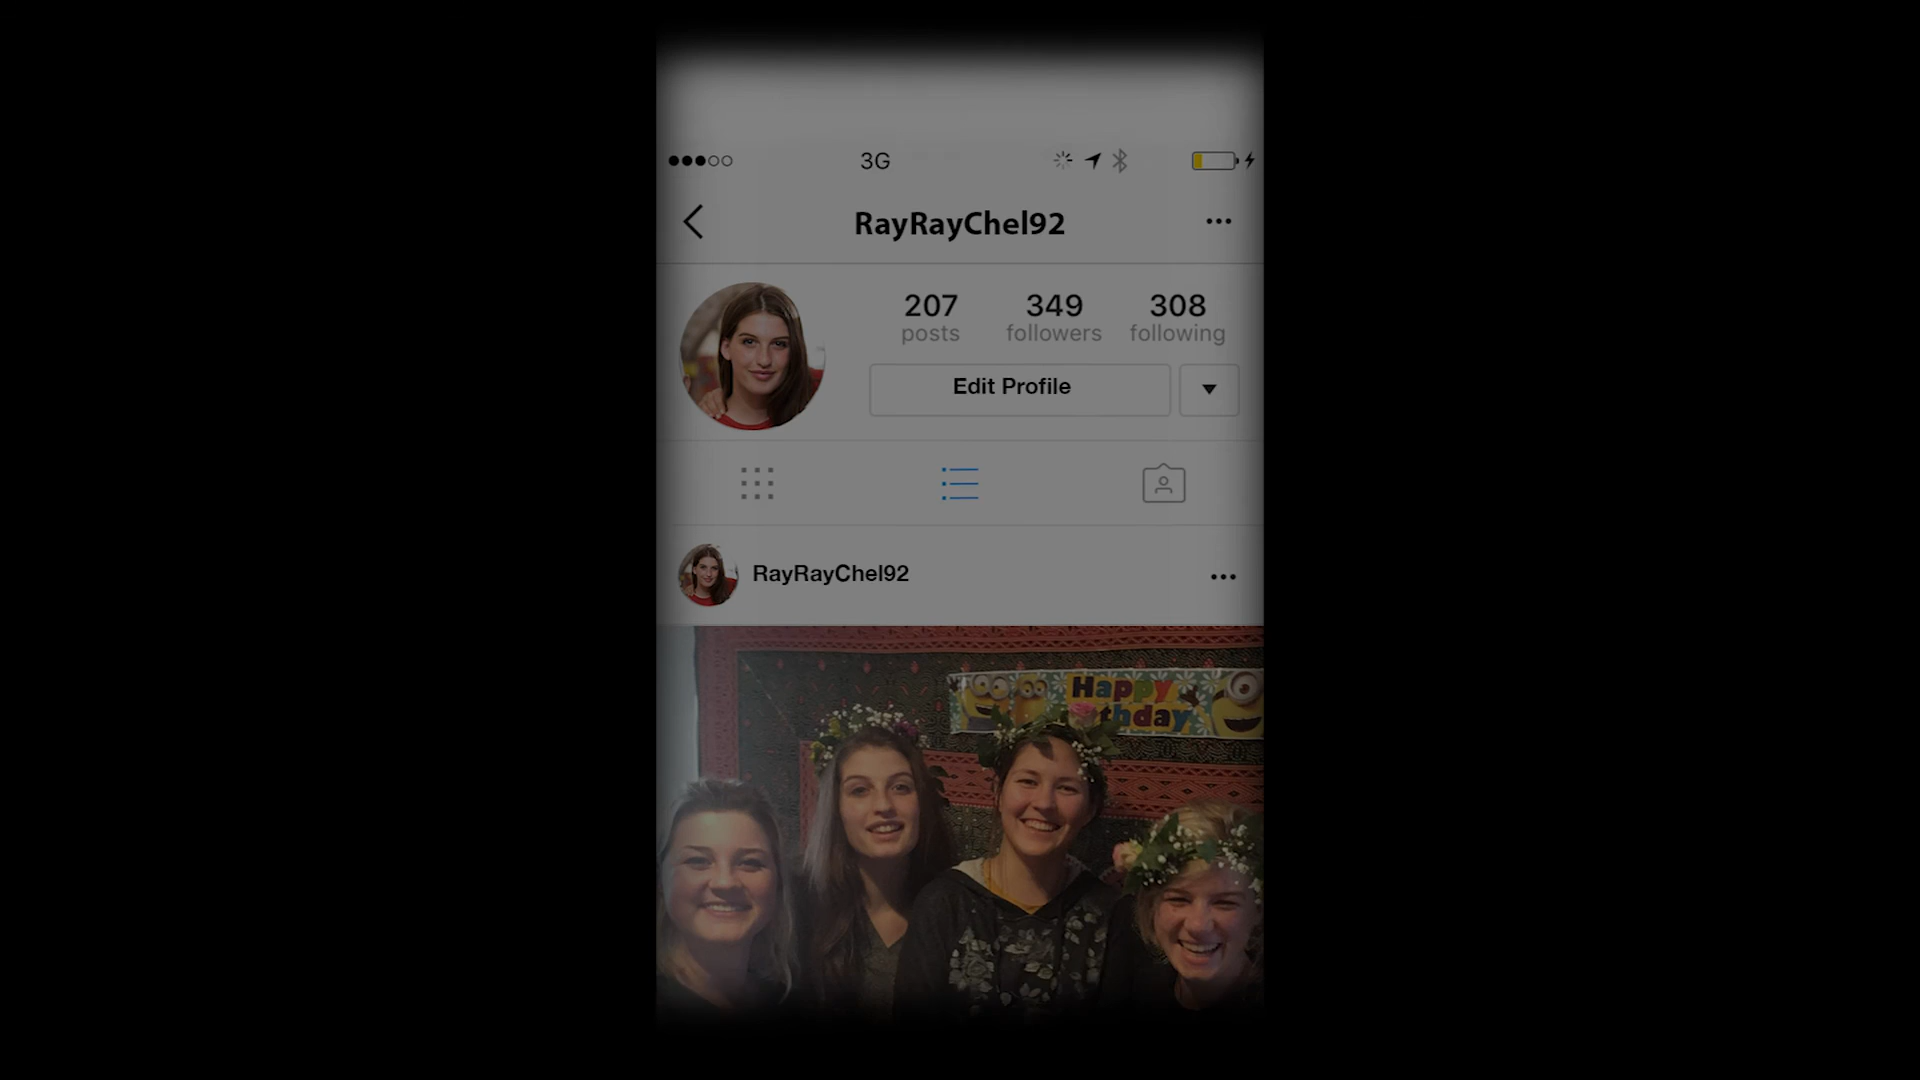 3G
RayRayChel92
207 349 308
posts followers following
Edit Profile
RayRayChel92
Happy
thday